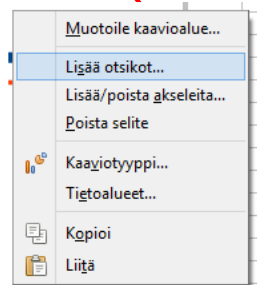 Muotoile kaavioalue...
Lisää otsikot...
Lisää/poista akseleita...
Poista selite
Kaaviotyyppi...
Tietoalueet...
Kopioi
Liitä